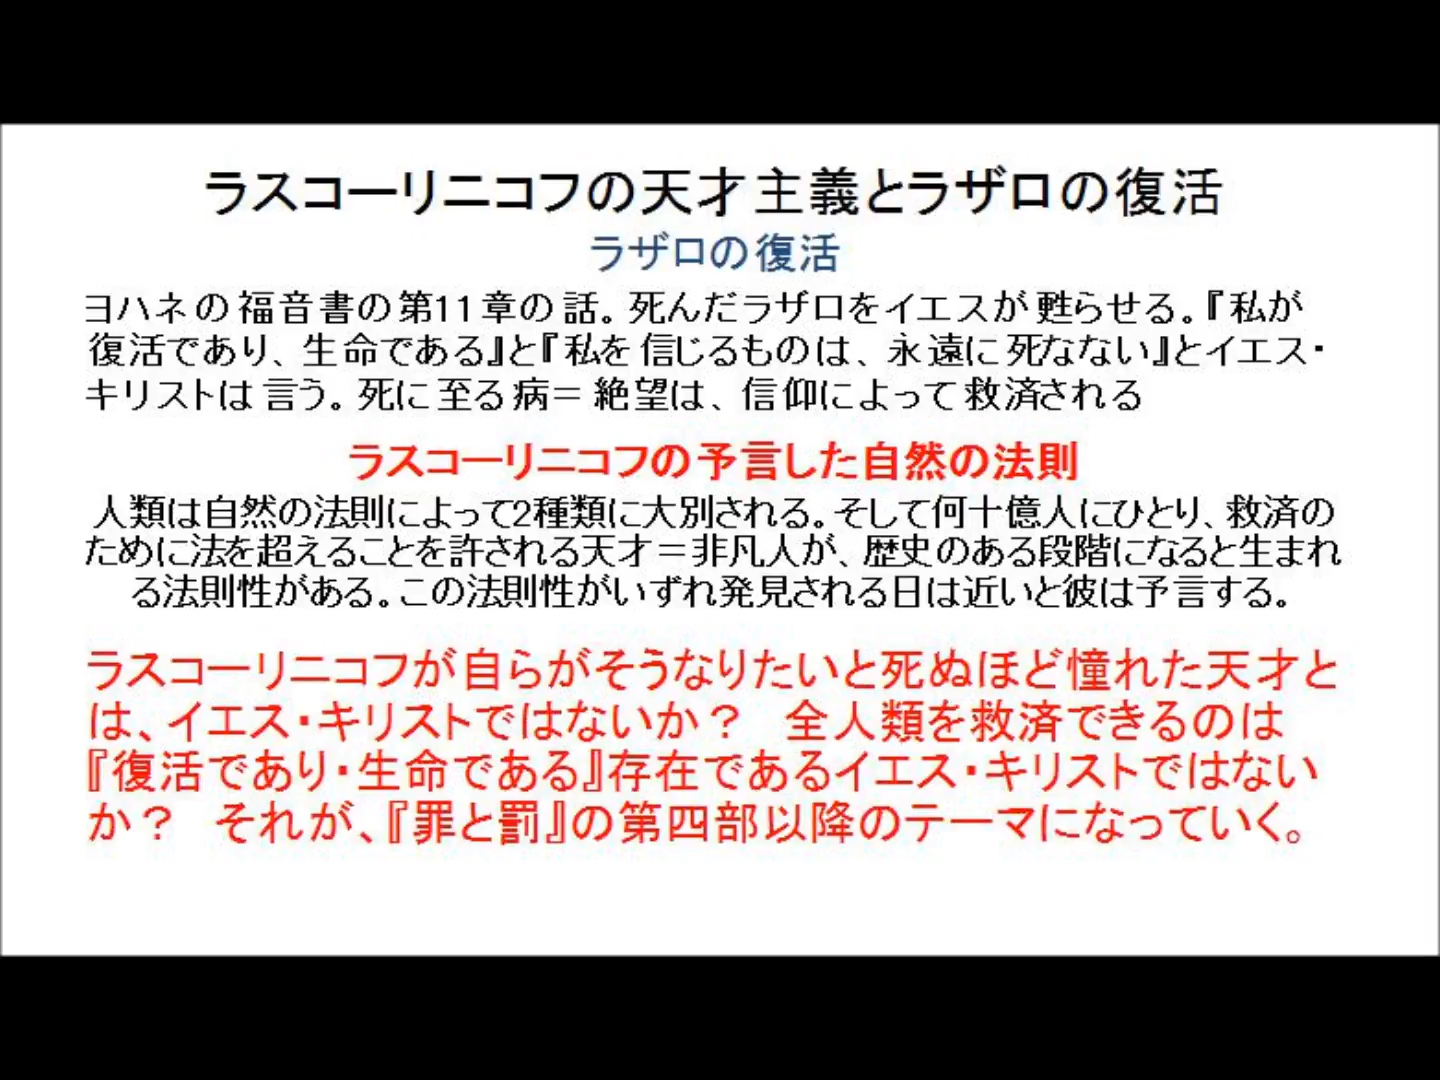 ラスコーリニコフの天才主義とラザロの復活
ラザロの復活
ヨハネの福音書の第11章の話。死んだラザロをイエスが甦らせる。『私が
復活であり、生命である』と『私を信じるものは、永遠に死なない』とイエス・
キリストは言う。死に至る病＝絶望は、信仰によって救済される
ラスコーリニコフの予言した自然の法則
人類は自然の法則によって2種類に大別される。そして何十億人にひとり、救済の
ために法を超えることを許される天才＝非凡人が、歴史のある段階になると生まれ
る法則性がある。この法則性がいずれ発見される日は近いと彼は予言する。
ラスコーリニコフが自らがそうなりたいと死ぬほど憧れた天才と
は、イエス・キリストではないか？　全人類を救済できるのは
『復活であり・生命である』存在であるイエス・キリストではない
か？　それが、『罪と罰』の第四部以降のテーマになっていく。